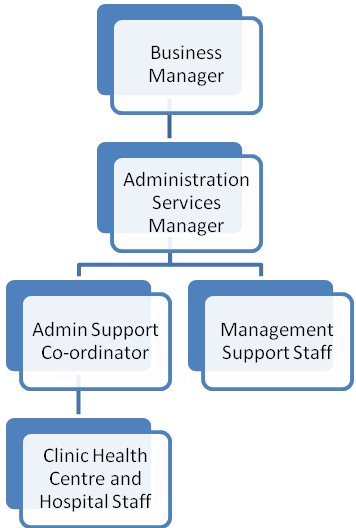 Business
Manager
Administration
Services
Manager
Admin Support
Co-ordinator
Management
Support Staff
Clinic Health
Centre and
Hospital Staff